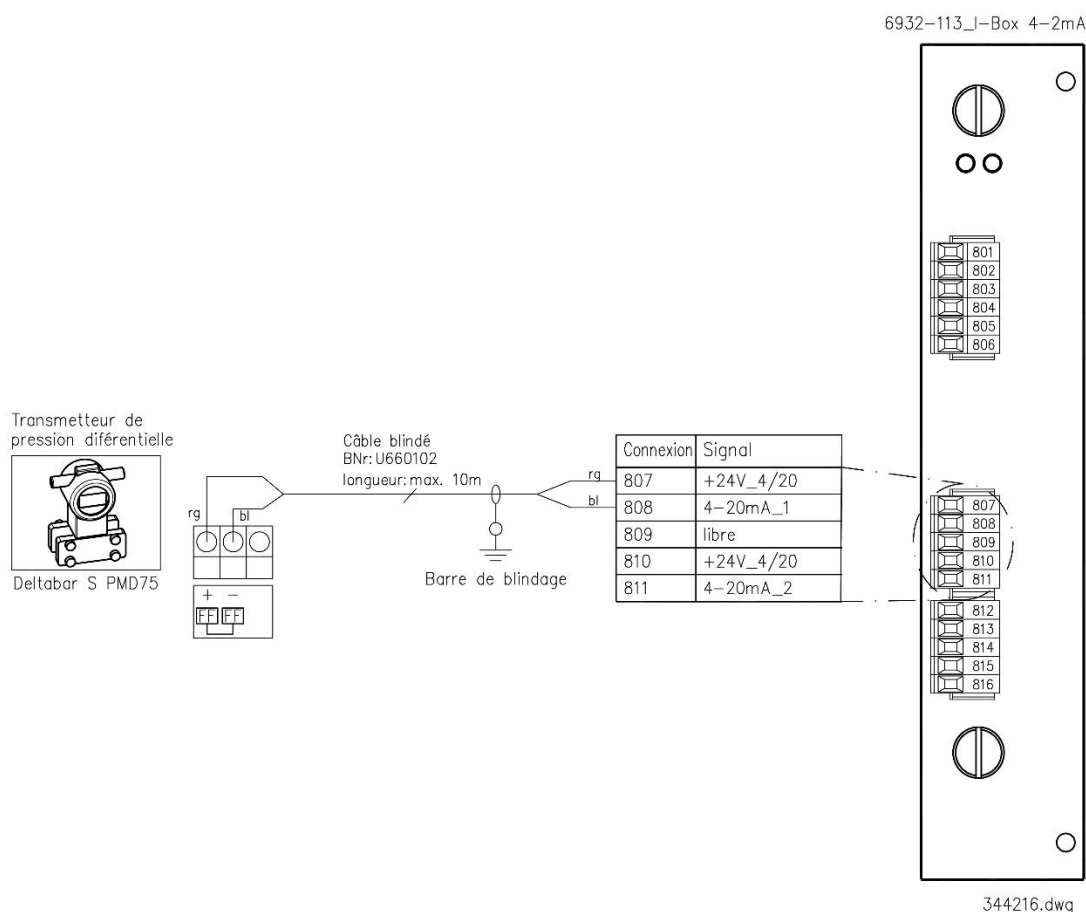 6932-113_I-Box 4-2mA
801
802
803
804
805
806
Transmetteur de
pression diférentielle
Deltabar S PMD75
rg
bl
+ -
FF FF
Câble blindé
BNr: U660102
longueur: max. 10m
Barre de blindage
rg
bl
Connexion Signal
807 +24V_4/20
808 4-20mA_1
809 libre
810 +24V_4/20
811 4-20mA_2
807
808
809
810
811
812
813
814
815
816
344216.dwg